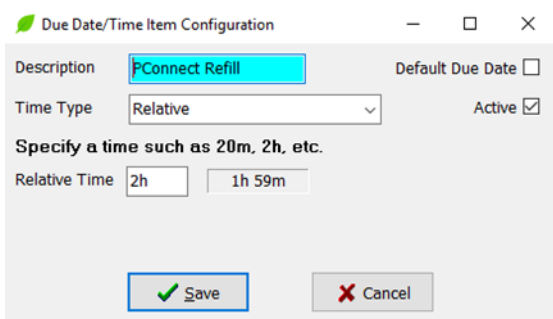 Due Date/Time Item Configuration
Description PConnect Refill Default Due Date
Time Type Relative Active
Specify a time such as 20m, 2h, etc.
Relative Time 2h 1h 59m
Save Cancel